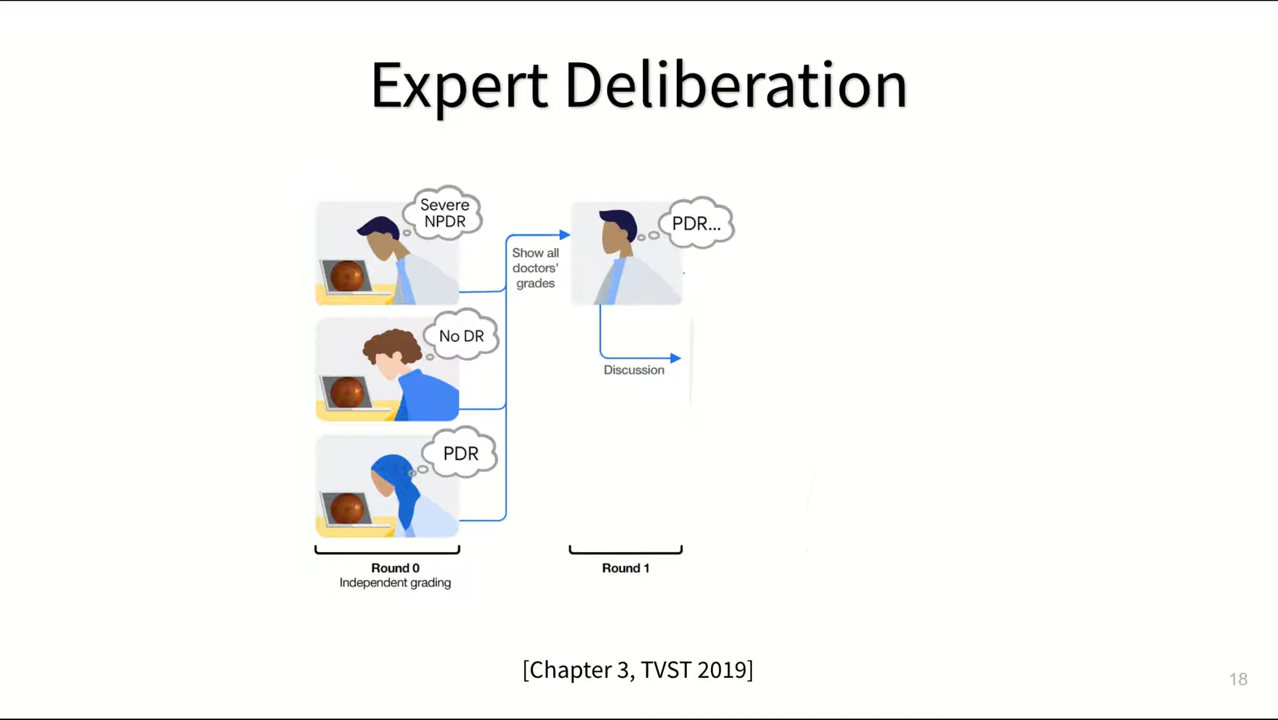 Expert Deliberation
Severe
NPDR
No DR
PDR
Show all
doctors'
grades
PDR...
Discussion
Round 0
Independent grading
Round 1
[Chapter 3, TVST 2019]
18